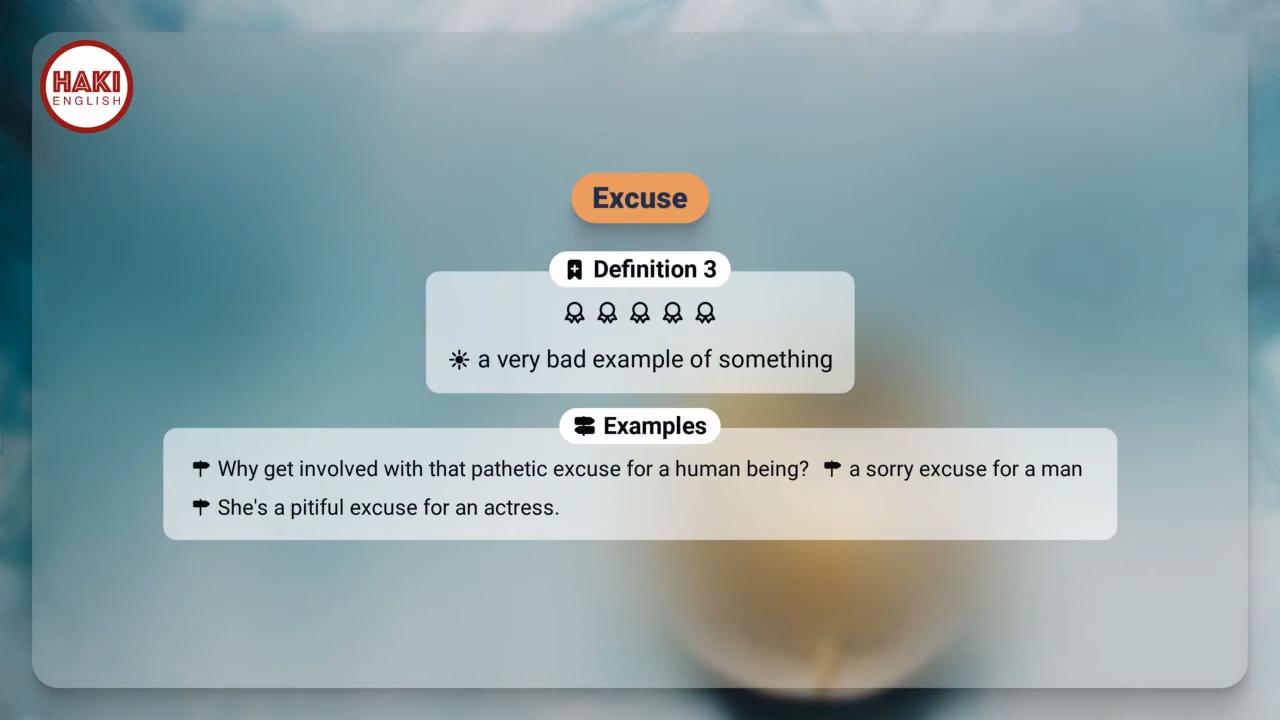 HAKI
ENGLISH
Excuse
Definition 3
a very bad example of something
Examples
Why get involved with that pathetic excuse for a human being? a sorry excuse for a man
She's a pitiful excuse for an actress.